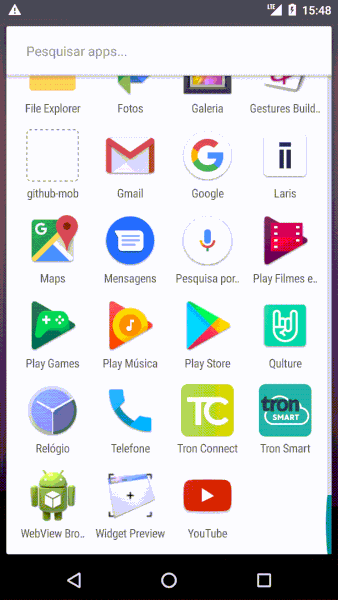 LTE 15:48
Pesquisar apps...
File Explorer Fotos Galeria Gestures Build..
github-mob Gmail Google Laris
Maps Mensagens Pesquisa por.. Play Filmes e..
Play Games Play Música Play Store Qulture
TC tron
SMART
Relógio Telefone Tron Connect Tron Smart
WebView Bro.. Widget Preview YouTube